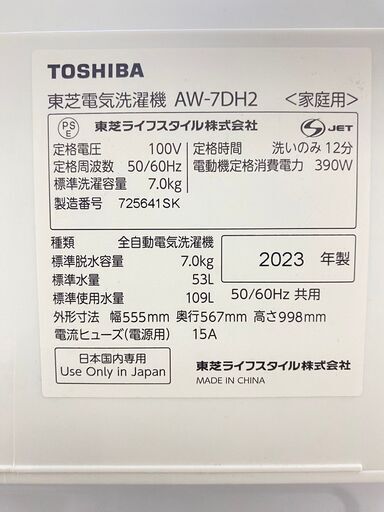 TOSHIBA
東芝電気洗濯機 AW-7DH2 <家庭用>
PSE 東芝ライフスタイル株式会社 S JET
定格電圧 100V
定格周波数 50/60Hz
標準洗濯容量 7.0kg
製造番号 725641SK
定格時間 洗いのみ 12分
電動機定格消費電力 390W
種類 全自動電気洗濯機
標準脱水容量 7.0kg
標準水量 53L
標準使用水量 109L
2023 年製
50/60Hz 共用
外形寸法 幅555mm 奥行567mm 高さ998mm
電流ヒューズ(電源用) 15A
日本国内専用
Use Only in Japan
東芝ライフスタイル株式会社
MADE IN CHINA